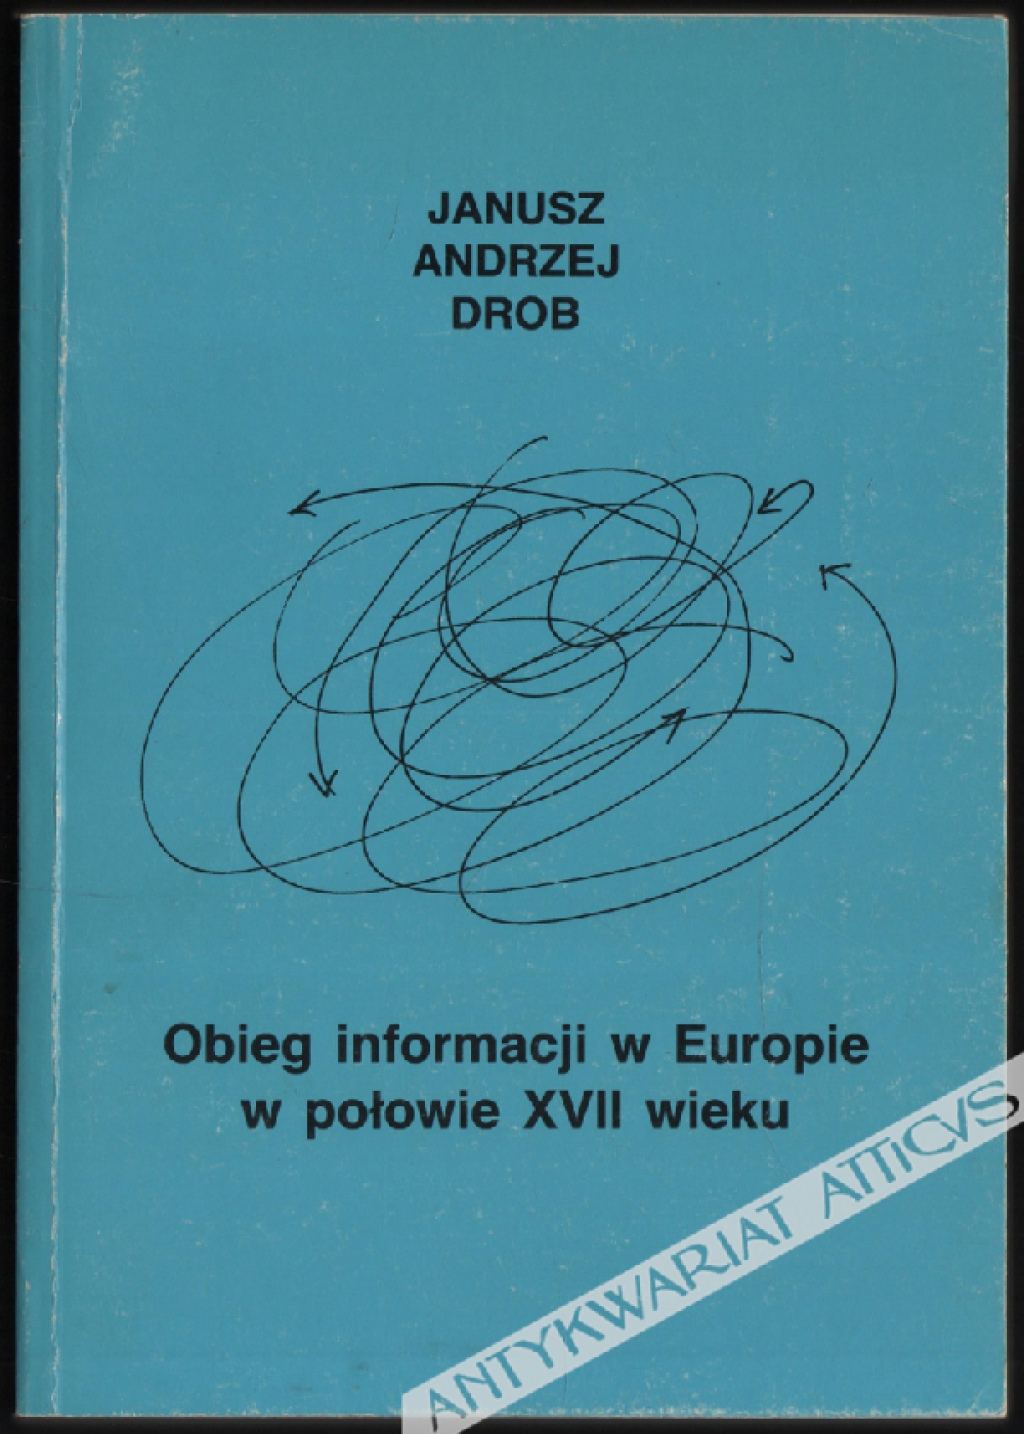 JANUSZ
ANDRZEJ
DROB
Obieg informacji w Europie
w połowie XVII wieku
ANTYKWARIAT ATTICVS